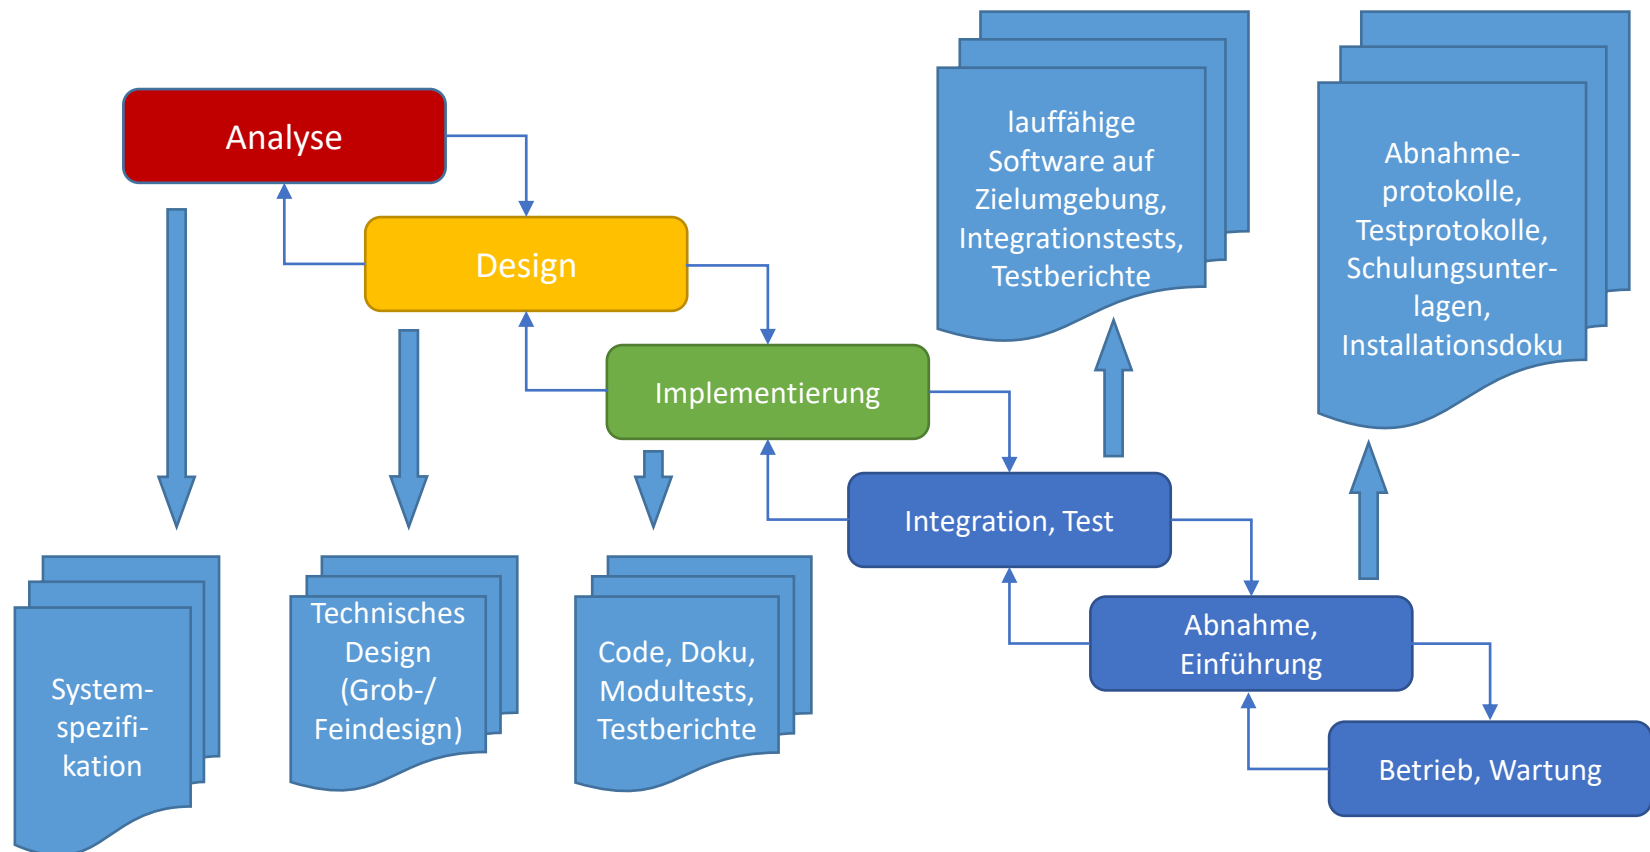 Analyse
Design
Implementierung
Integration, Test
Abnahme,
Einführung
Betrieb, Wartung
System-
spezifi-
kation
Technisches
Design
(Grob-/
Feindesign)
Code, Doku,
Modultests,
Testberichte
lauffähige
Software auf
Zielumgebung,
Integrationstests,
Testberichte
Abnahme-
protokolle,
Testprotokolle,
Schulungsunter-
lagen,
Installationsdoku